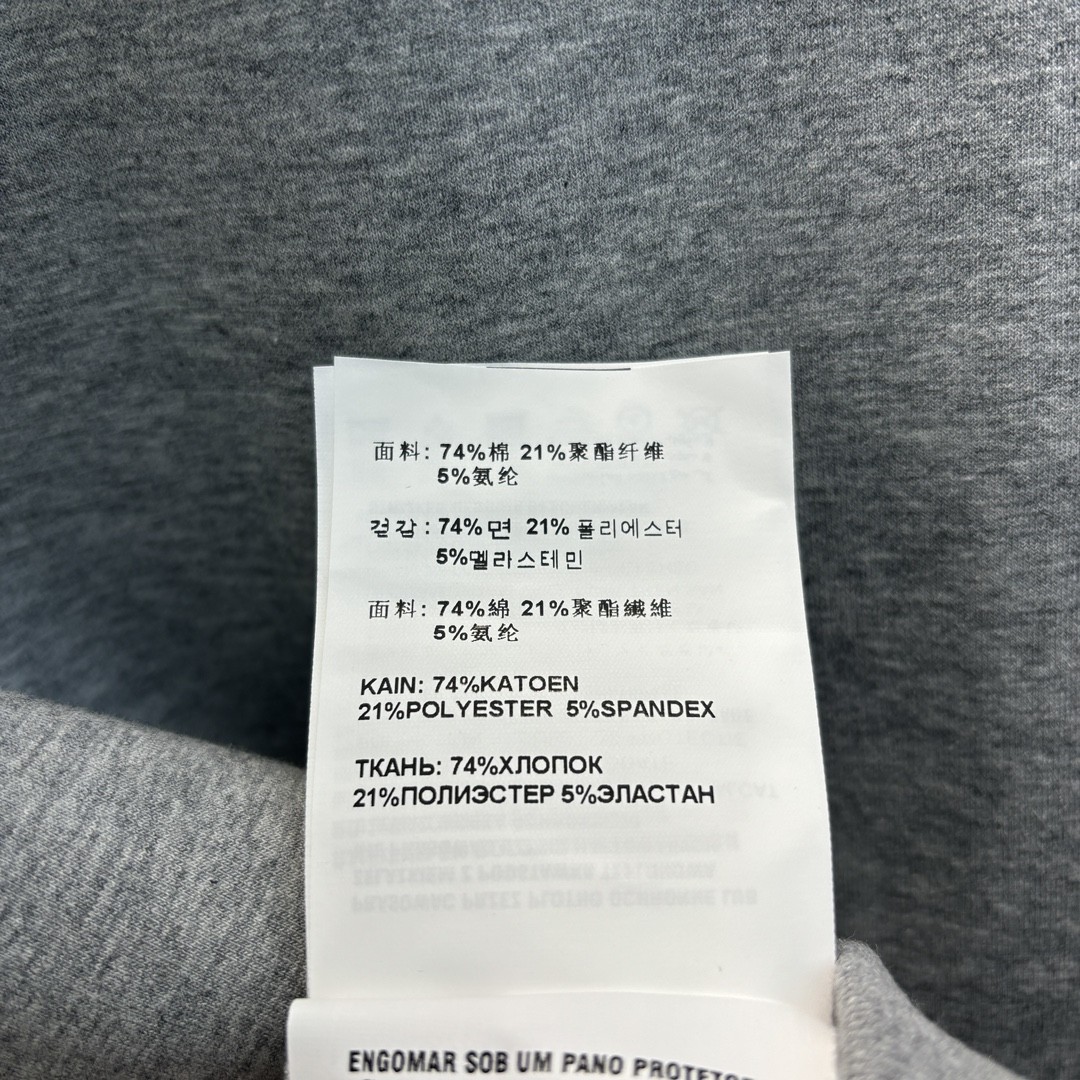 面料: 74%棉 21%聚酯纤维
5%氨纶
겉감 : 74%면 21% 폴리에스터
5%멜라스테민
面料: 74%綿 21%聚酯纖維
5%氨纶
KAIN: 74%KATOEN
21%POLYESTER 5%SPANDEX
ТКАНЬ: 74%ХЛОПОК
21%ПОЛИЭСТЕР 5%ЭЛАСТАН
ENGOMAR SOB UM PANO